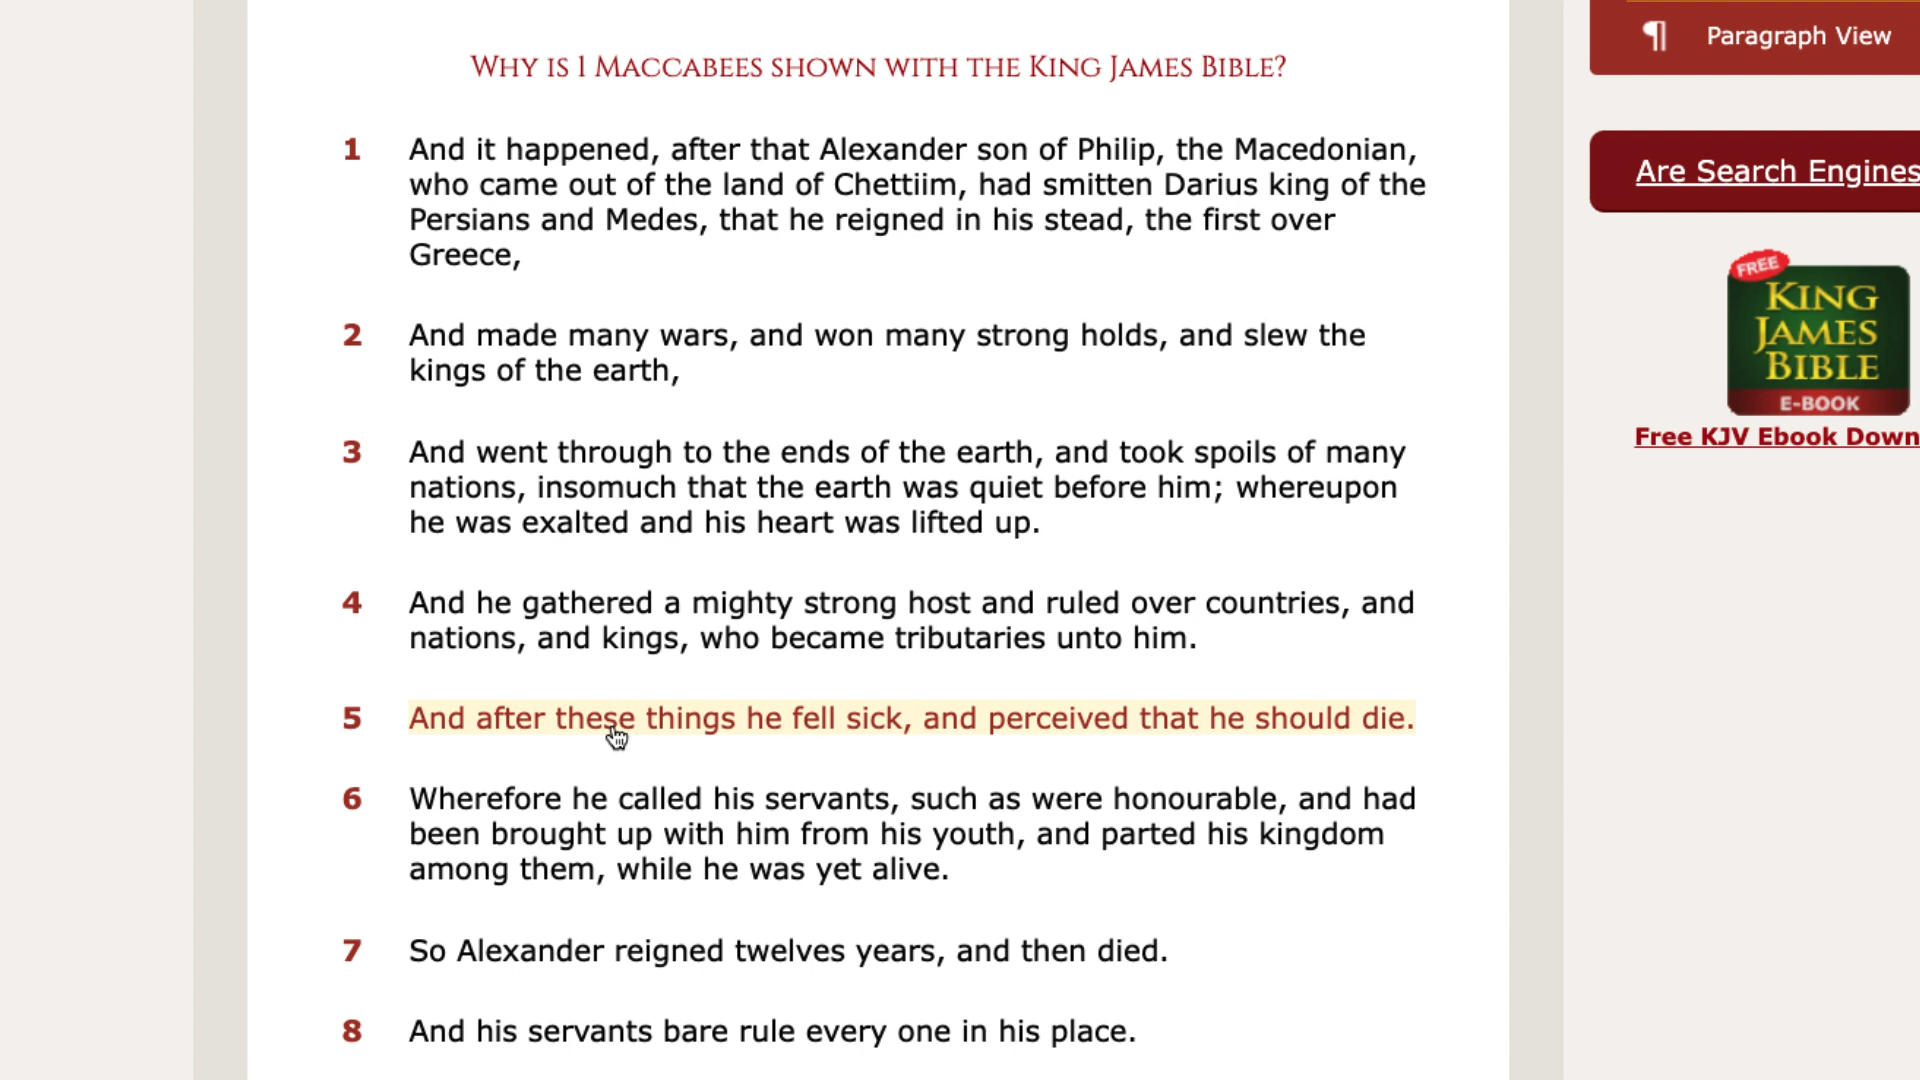 Why is 1 Maccabees shown with the King James Bible?
1 And it happened, after that Alexander son of Philip, the Macedonian,
who came out of the land of Chettiim, had smitten Darius king of the
Persians and Medes, that he reigned in his stead, the first over
Greece,
2 And made many wars, and won many strong holds, and slew the
kings of the earth,
3 And went through to the ends of the earth, and took spoils of many
nations, insomuch that the earth was quiet before him; whereupon
he was exalted and his heart was lifted up.
4 And he gathered a mighty strong host and ruled over countries, and
nations, and kings, who became tributaries unto him.
5 And after these things he fell sick, and perceived that he should die.
6 Wherefore he called his servants, such as were honourable, and had
been brought up with him from his youth, and parted his kingdom
among them, while he was yet alive.
7 So Alexander reigned twelves years, and then died.
8 And his servants bare rule every one in his place.
¶ Paragraph View
Are Search Engines
FREE
KING
JAMES
BIBLE
E-BOOK
Free KJV Ebook Down